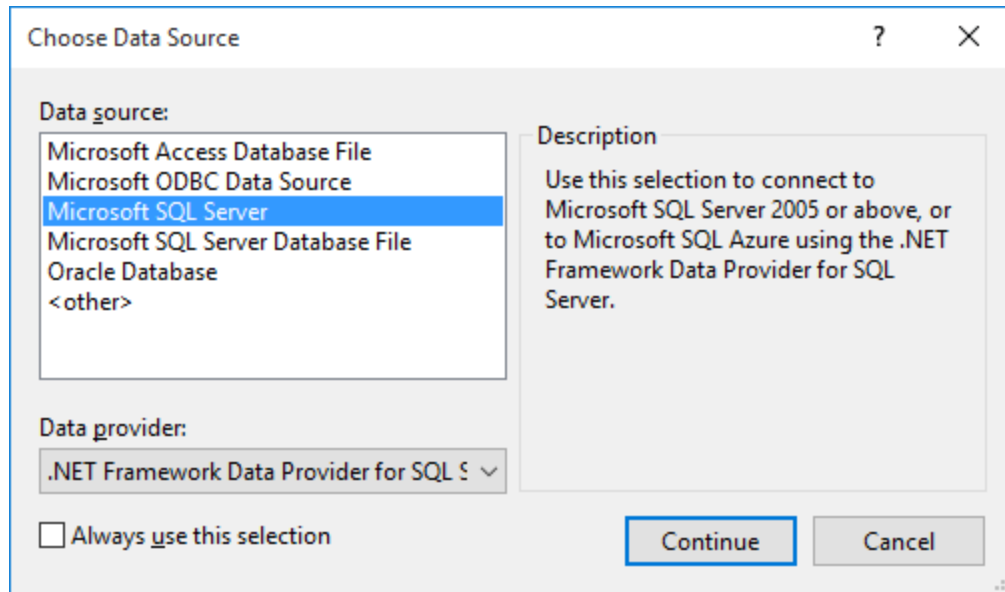 Choose Data Source
?
Data source:
Microsoft Access Database File
Microsoft ODBC Data Source
Microsoft SQL Server
Microsoft SQL Server Database File
Oracle Database
<other>
Description
Use this selection to connect to
Microsoft SQL Server 2005 or above, or
to Microsoft SQL Azure using the .NET
Framework Data Provider for SQL
Server.
Data provider:
.NET Framework Data Provider for SQL S
Always use this selection
Continue
Cancel